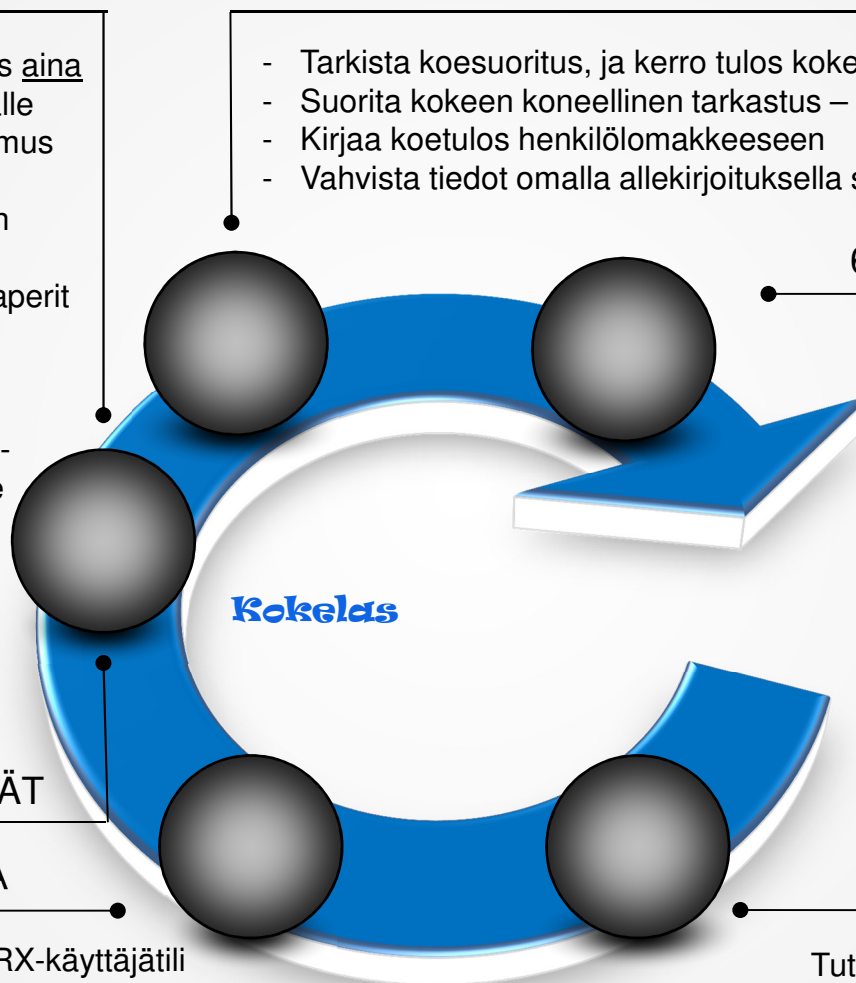 s aina
alle
mus
n
aperit
-
e
- Tarkista koesuoritus, ja kerro tulos koke
- Suorita kokeen koneellinen tarkastus –
- Kirjaa koetulos henkilölomakkeeseen
- Vahvista tiedot omalla allekirjoituksella s
6
Kokelas
ÄT
A
RX-käyttäjätili
Tut